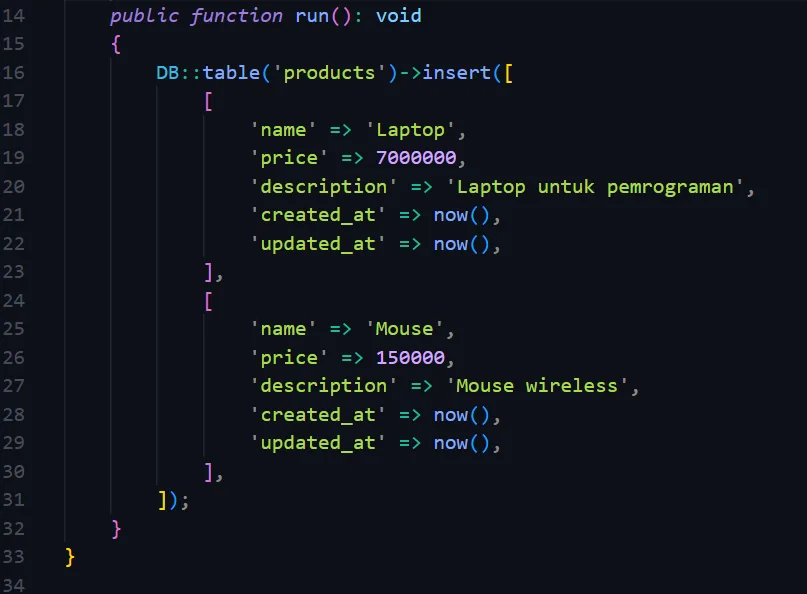 14 public function run(): void
15 {
16 DB::table('products')->insert([
17 [
18 'name' => 'Laptop',
19 'price' => 7000000,
20 'description' => 'Laptop untuk pemrograman',
21 'created_at' => now(),
22 'updated_at' => now(),
23 ],
24 [
25 'name' => 'Mouse',
26 'price' => 150000,
27 'description' => 'Mouse wireless',
28 'created_at' => now(),
29 'updated_at' => now(),
30 ],
31 ]);
32 }
33 }
34